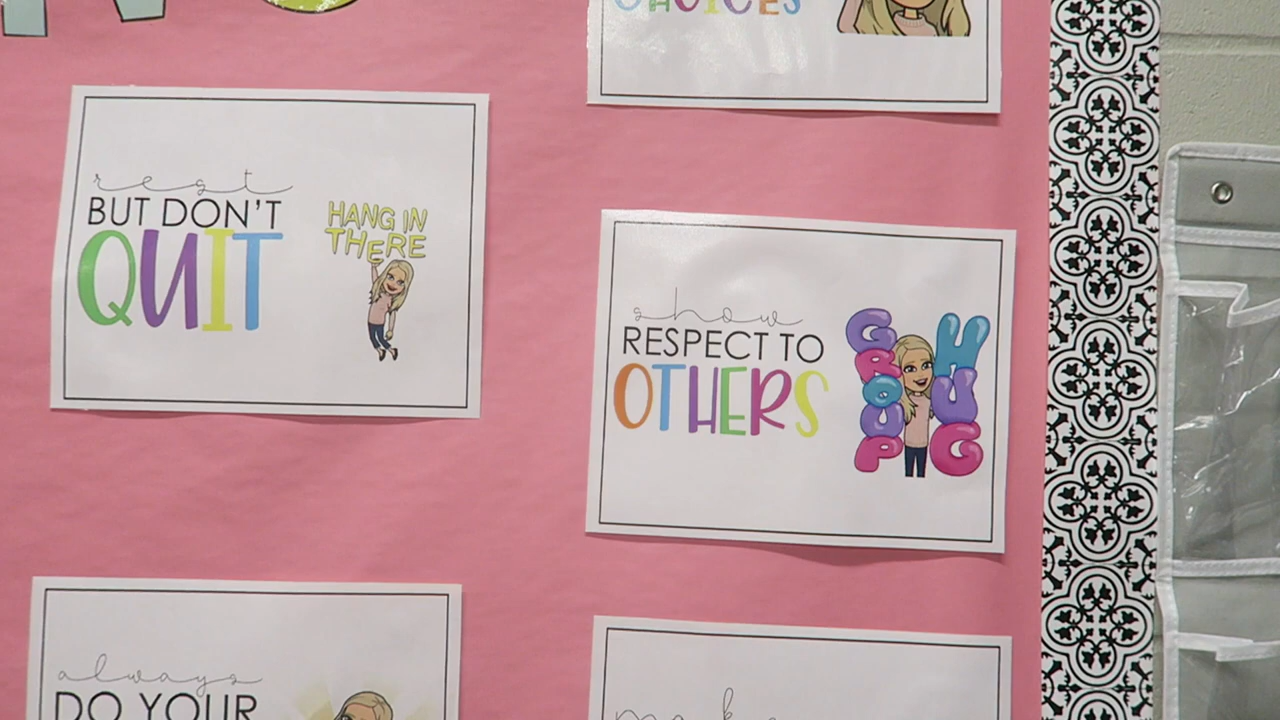 CHOICES
rest
BUT DON'T
QUIT
HANG IN
THERE
show
RESPECT TO
OTHERS
GROUP
HUG
always
DO YOUR